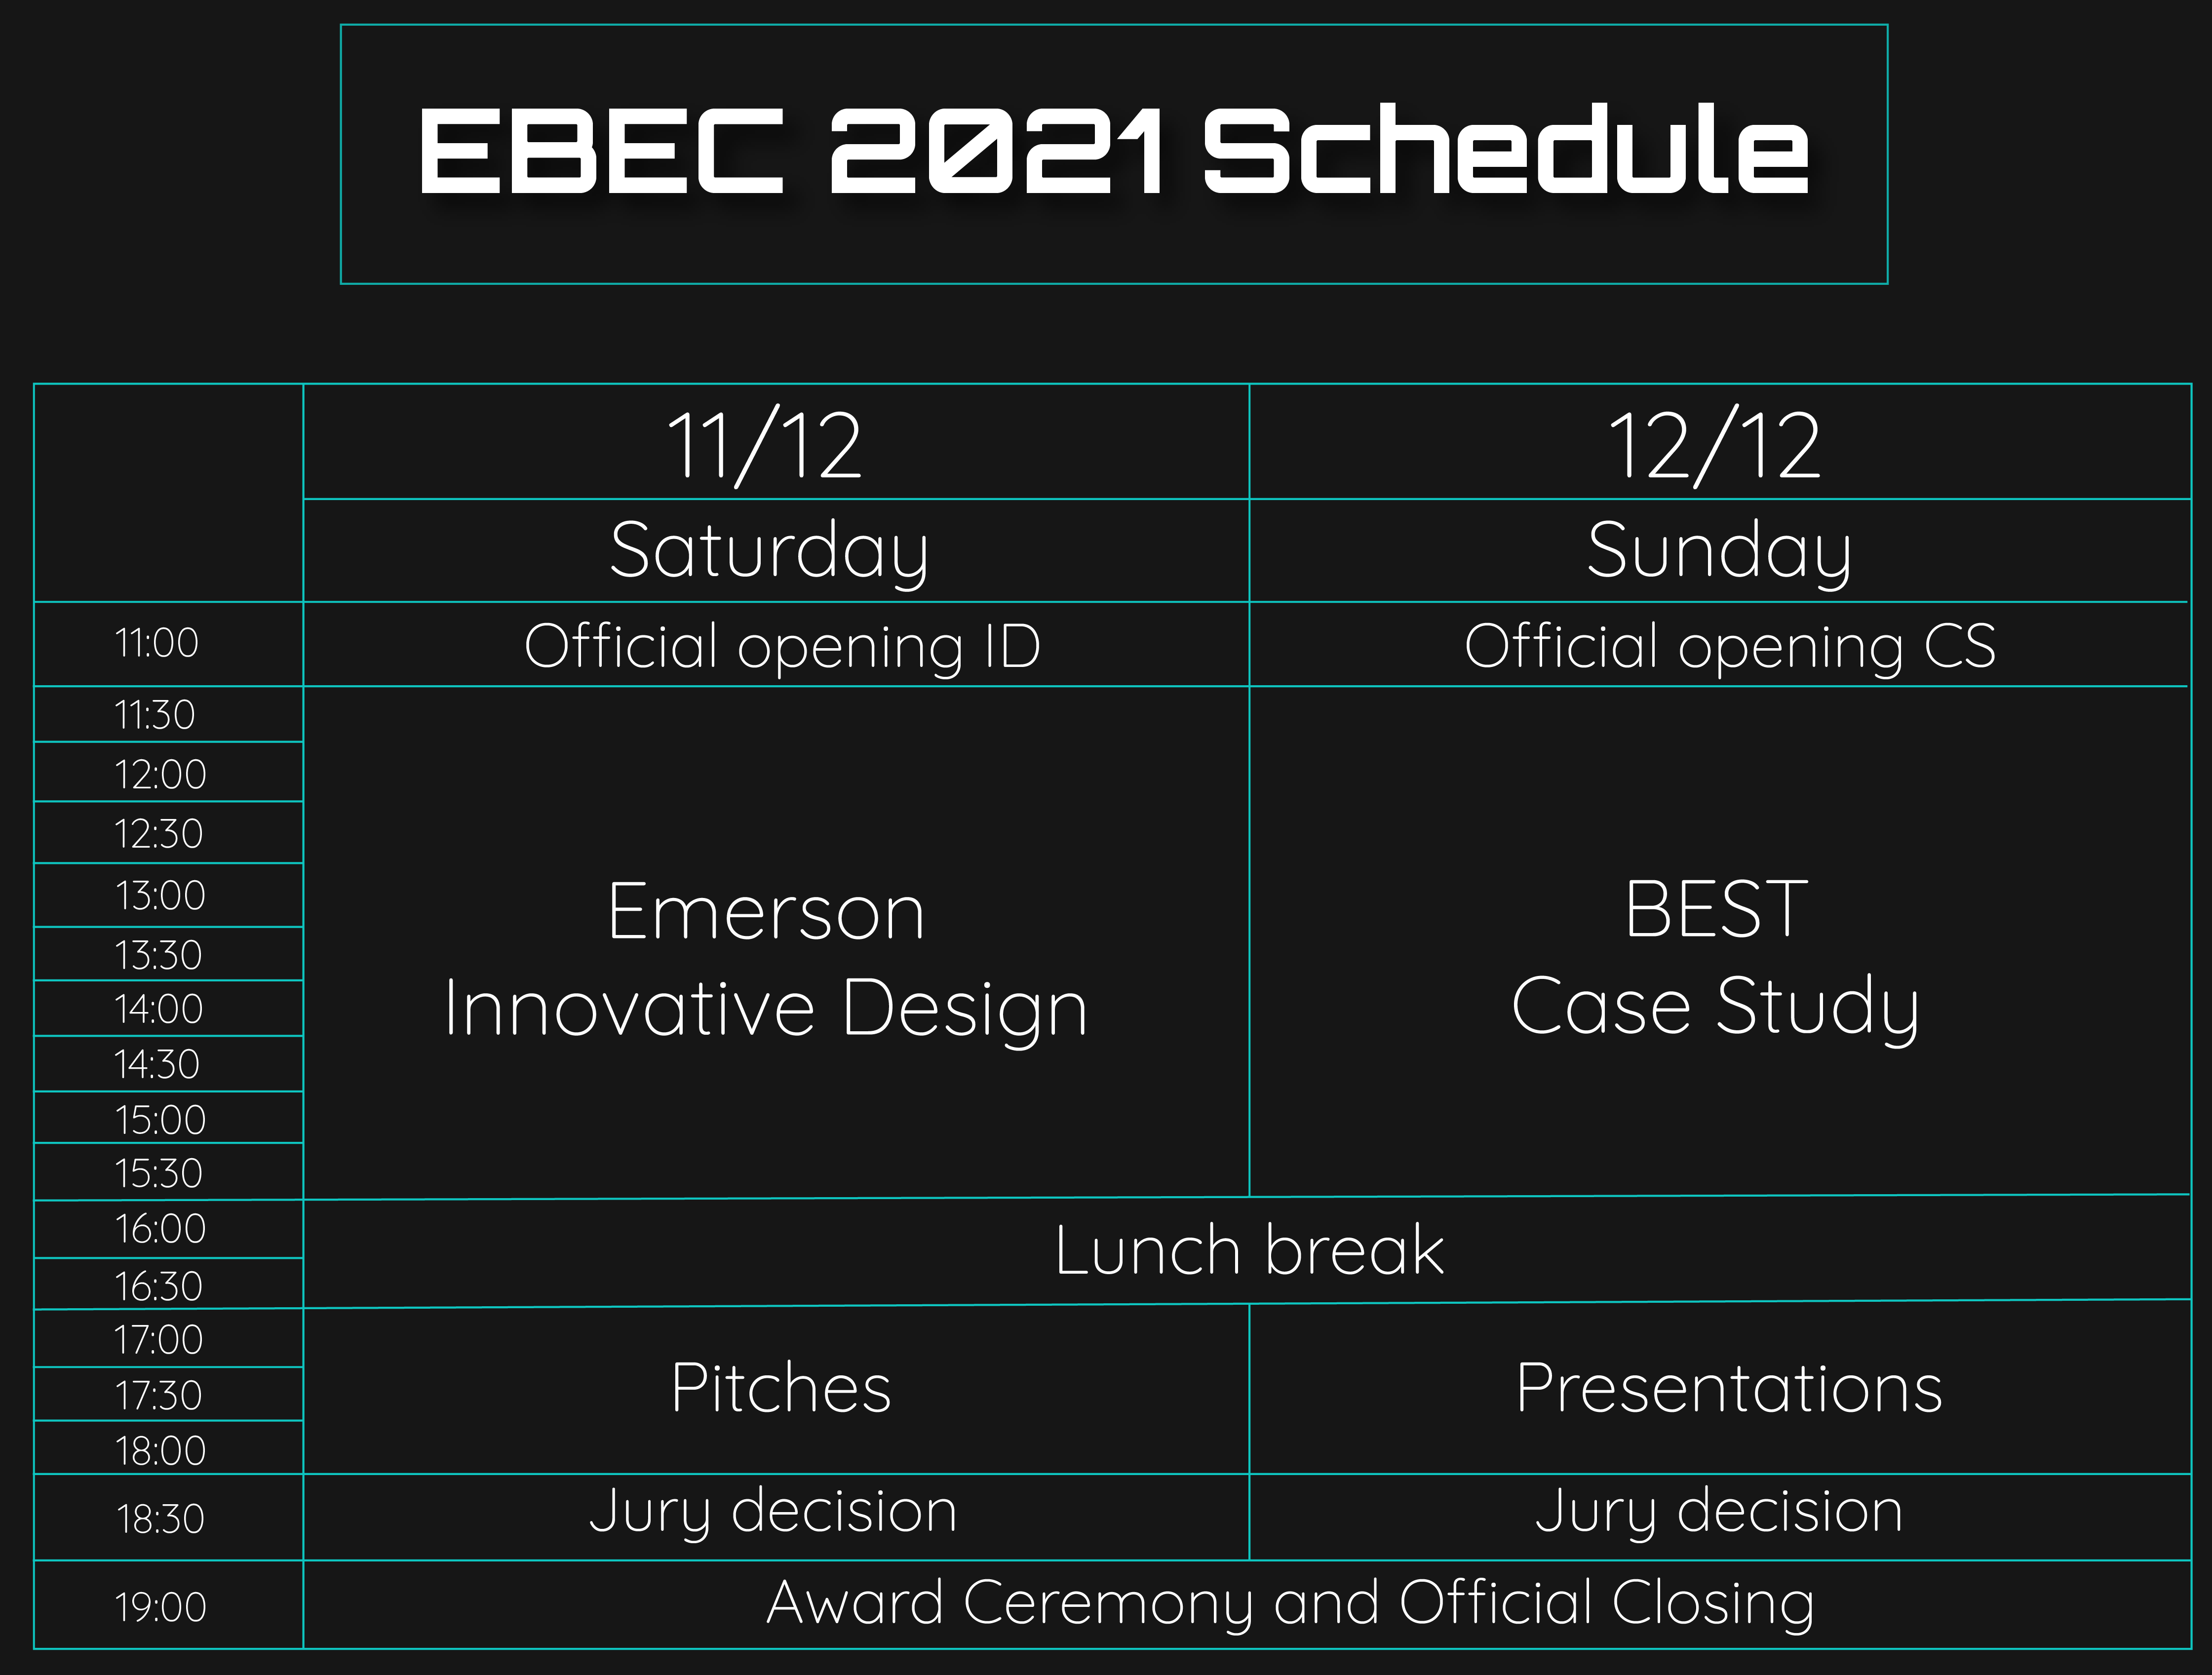 EBEC 2021 Schedule
11/12
12/12
Saturday
Sunday
11:00
Official opening ID
Official opening CS
11:30
12:00
12:30
13:00
13:30
14:00
14:30
15:00
15:30
Emerson
Innovative Design
BEST
Case Study
16:00
16:30
Lunch break
17:00
17:30
18:00
Pitches
Presentations
18:30
Jury decision
Jury decision
19:00
Award Ceremony and Official Closing